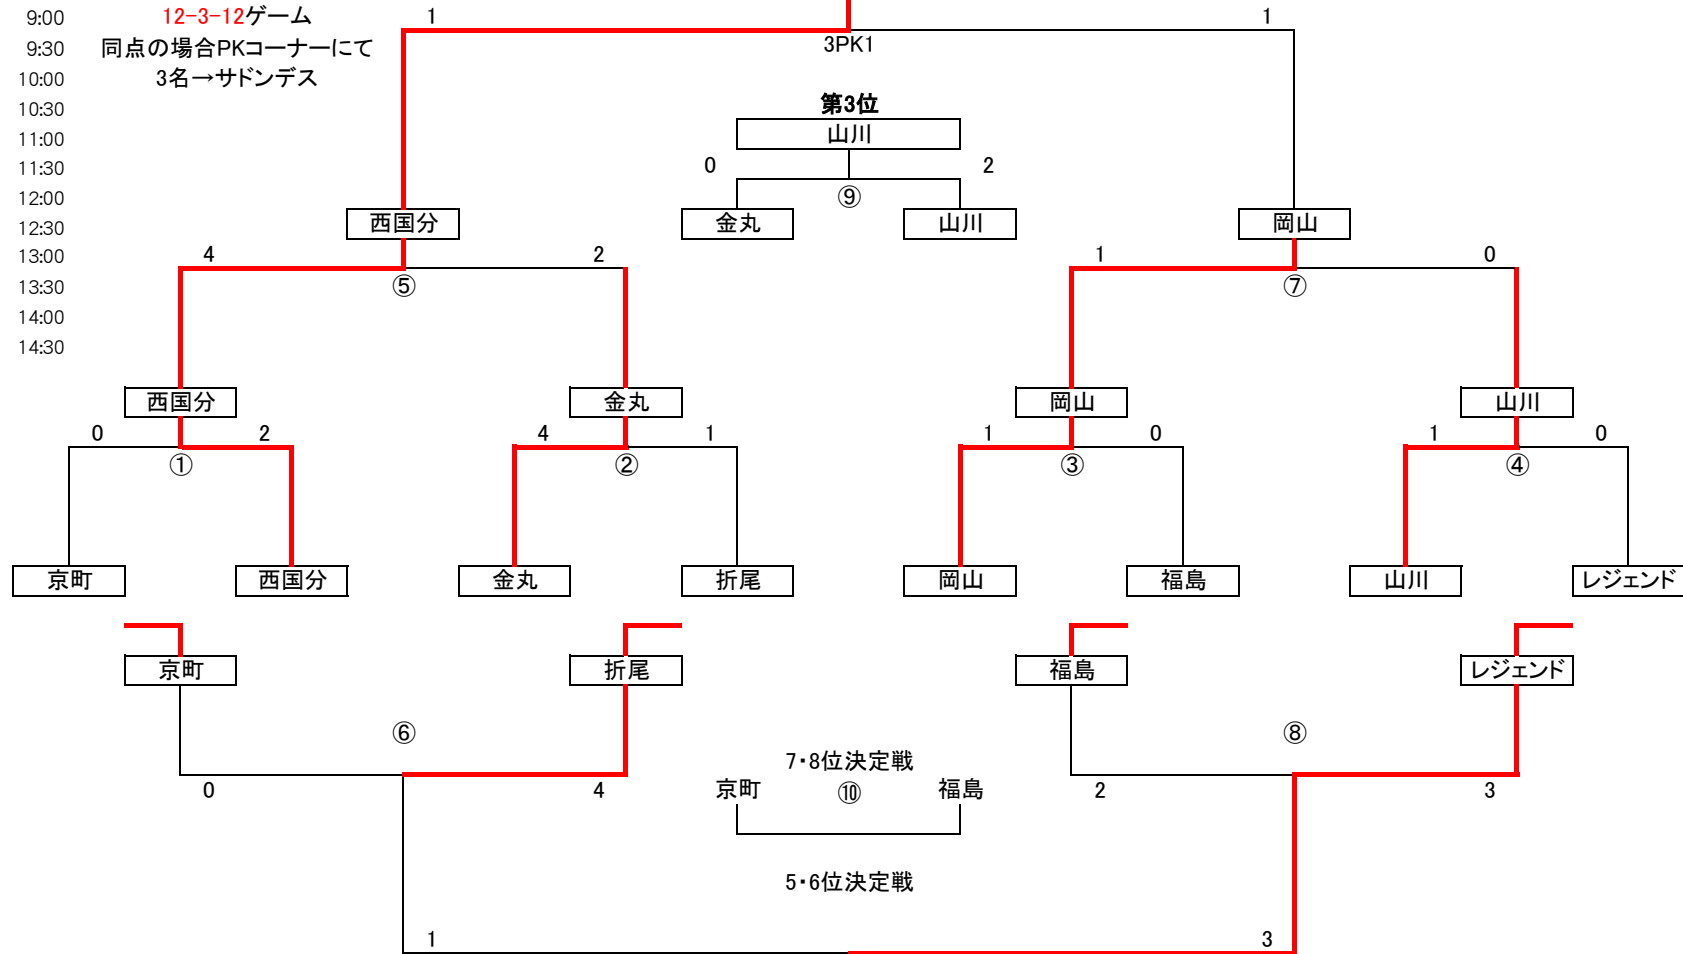 9:00 12-3-12ゲーム 1 1
9:30 同点の場合PKコーナーにて 3PK1
10:00 3名→サドンデス
10:30 第3位
11:00 山川
11:30 0 2
12:00 ⑨
12:30 西国分 金丸 山川 岡山
13:00 4 2 1 0
13:30 ⑤ ⑦
14:00
14:30
西国分 金丸 岡山 山川
0 2 4 1 1 0 1 0
① ② ③ ④
京町 西国分 金丸 折尾 岡山 福島 山川 レジェンド
京町 折尾 福島 レジェンド
⑥ ⑧
7・8位決定戦
0 4 京町 ⑩ 福島 2 3
5・6位決定戦
1 3